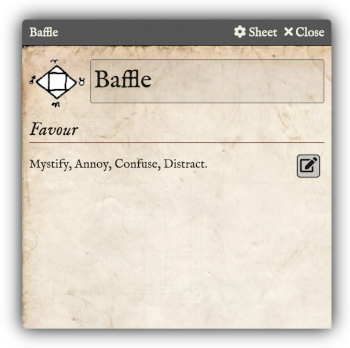 Baffle Sheet Close
Baffle
Favour
Mystify, Annoy, Confuse, Distract.